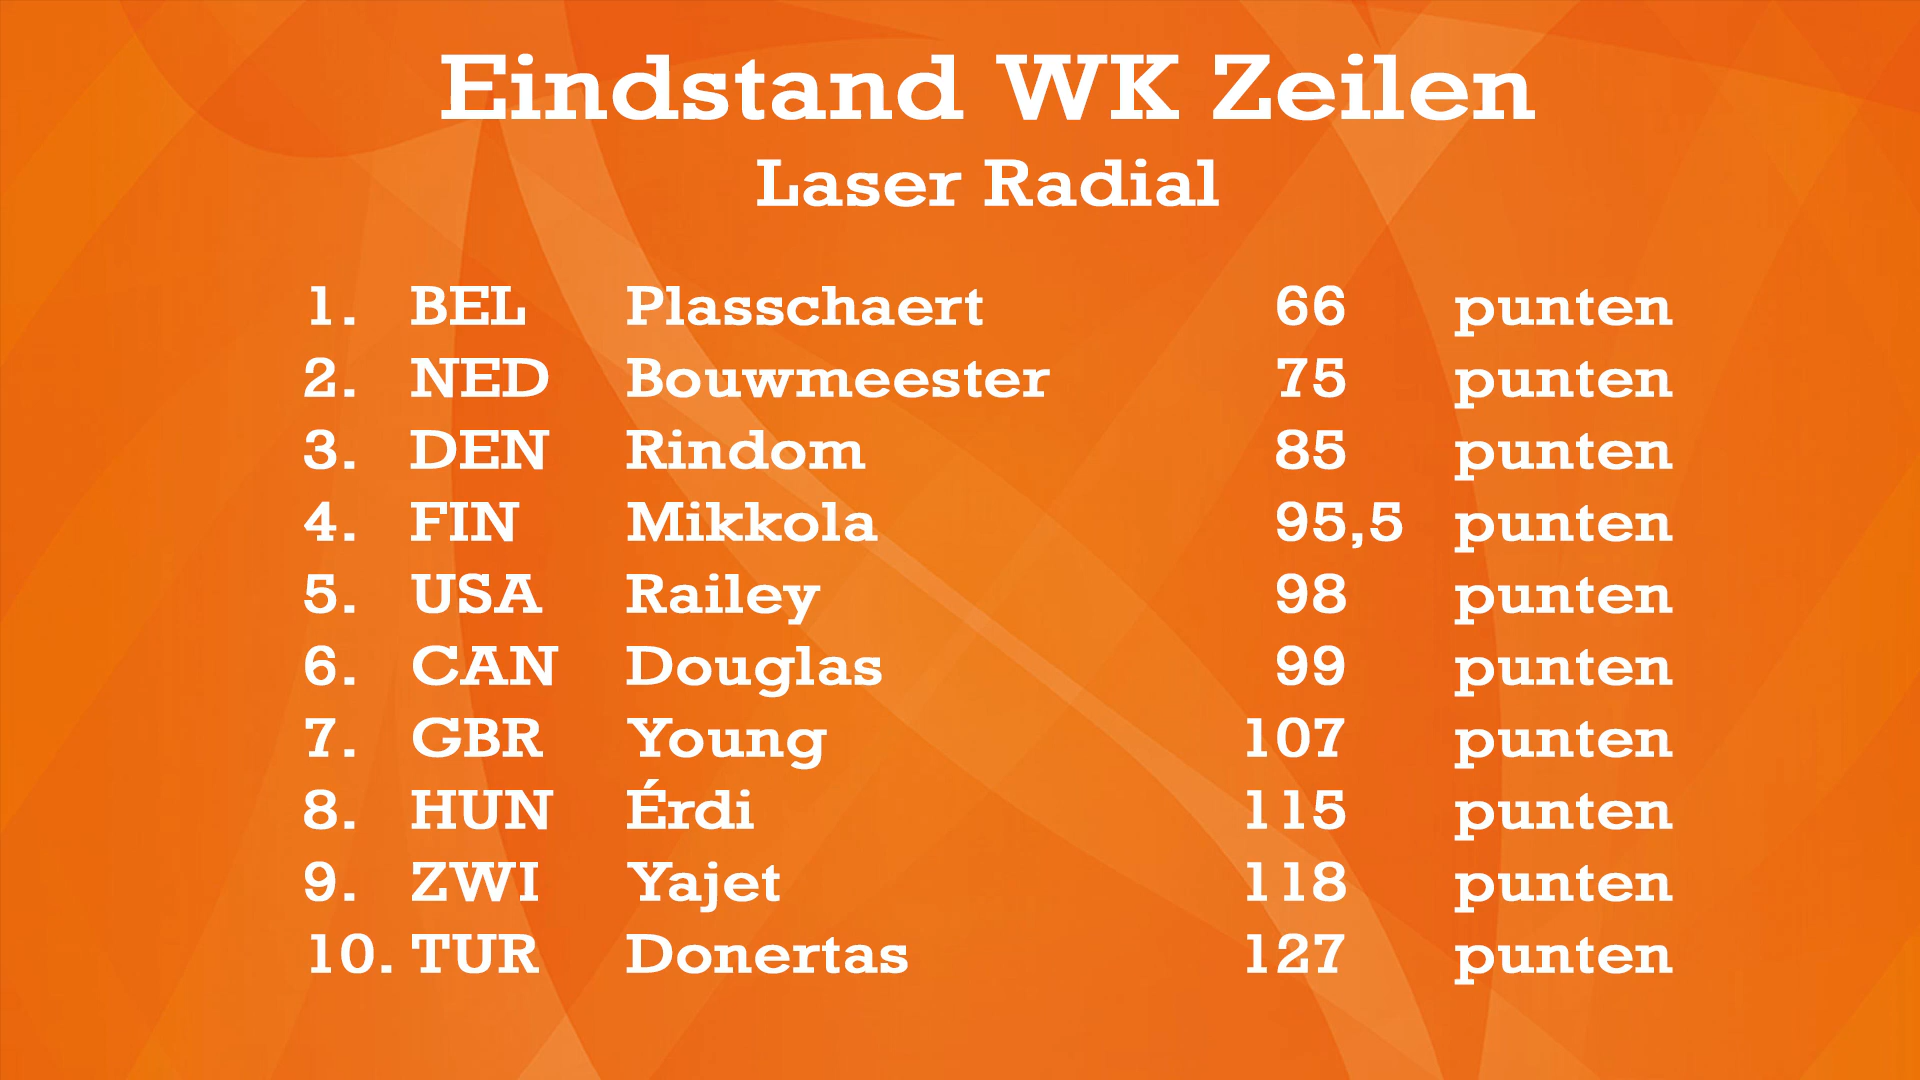 Eindstand WK Zeilen
Laser Radial
1. BEL Plasschaert 66 punten
2. NED Bouwmeester 75 punten
3. DEN Rindom 85 punten
4. FIN Mikkola 95,5 punten
5. USA Railey 98 punten
6. CAN Douglas 99 punten
7. GBR Young 107 punten
8. HUN Érdi 115 punten
9. ZWI Yajet 118 punten
10. TUR Donertas 127 punten